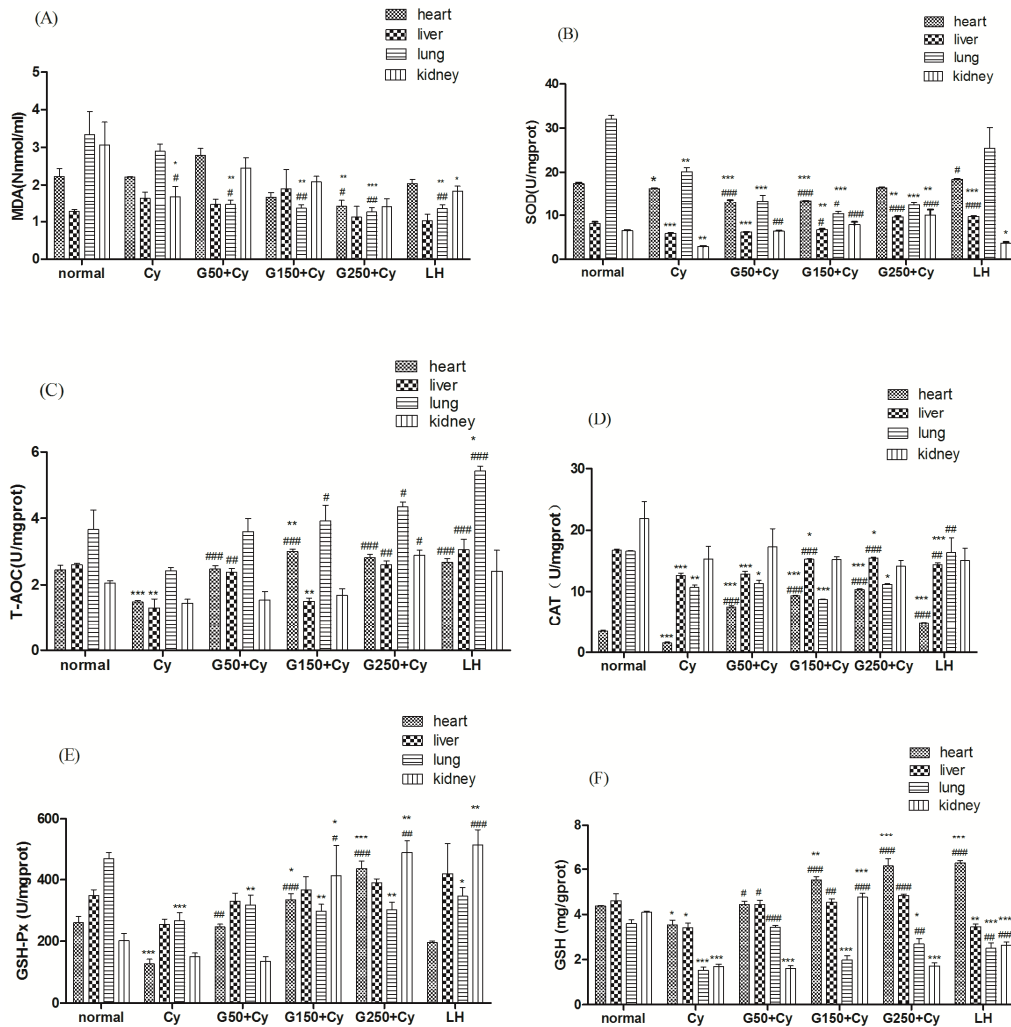 (A)
heart
liver
lung
kidney
MDA(Nmol/ml)
5
4
3
2
1
0
** ** *** **
* # ## ** ## ## *
# # ##
normal Cy G50+Cy G150+Cy G250+Cy LH
(B)
heart
liver
lung
kidney
SOD(U/mgprot)
40
30
20
10
0
* *** ** ** *** ### *** *** ## *** ### ** # *** # ### ** ### *** ** ### # *** ### *
normal Cy G50+Cy G150+Cy G250+Cy LH
(C)
heart
liver
lung
kidney
T-AOC(U/mgprot)
6
4
2
0
*** ** ### ## ** ### ** # ### ## # # ### ### * ###
normal Cy G50+Cy G150+Cy G250+Cy LH
(D)
heart
liver
lung
kidney
CAT (U/mgprot)
30
20
10
0
*** *** ** *** ### *** * *** ### * ### *** *** ### * ### * *** ### *** ## ##
normal Cy G50+Cy G150+Cy G250+Cy LH
(E)
heart
liver
lung
kidney
GSH-Px (U/mgprot)
600
400
200
0
*** *** ## ** * ### ** * # *** ### ** ** ## * ** ###
normal Cy G50+Cy G150+Cy G250+Cy LH
(F)
heart
liver
lung
kidney
GSH (mg/gprot)
8
6
4
2
0
* * *** *** # # ### *** ** ### ## *** *** ### *** ### ### * ## *** *** ### ** *** ## *** ###
normal Cy G50+Cy G150+Cy G250+Cy LH